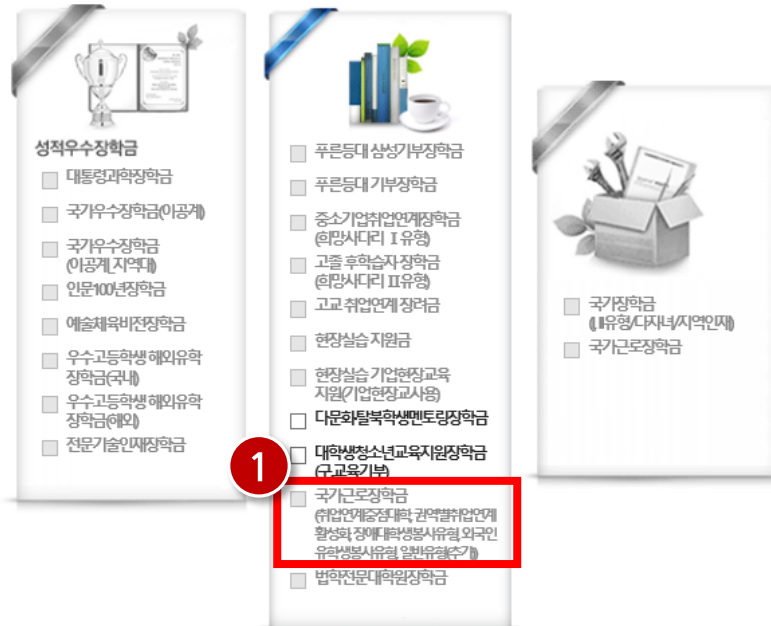 성적우수장학금
대통령과학장학금
국가우수장학금(이공계)
국가우수장학금
(이공계_지역대)
인문100년장학금
예술체육비전장학금
우수고등학생 해외유학
장학금(국내)
우수고등학생 해외유학
장학금(해외)
전문기술인재장학금
푸른등대 삼성기부장학금
푸른등대 기부장학금
중소기업취업연계장학금
(희망사다리 Ⅰ유형)
고졸 후학습자 장학금
(희망사다리 Ⅱ유형)
고교 취업연계 장려금
현장실습 지원금
현장실습 기업현장교육
지원(기업현장교사용)
다문화탈북학생멘토링장학금
대학생청소년교육지원장학금
(구.교육기부)
1
국가근로장학금
(취업연계중점대학, 권역별취업연계
활성화, 장애대학생봉사유형, 외국인
유학생봉사유형, 일반유형(추가))
법학전문대학원장학금
국가장학금
(I, II유형/다자녀/지역인재)
국가근로장학금